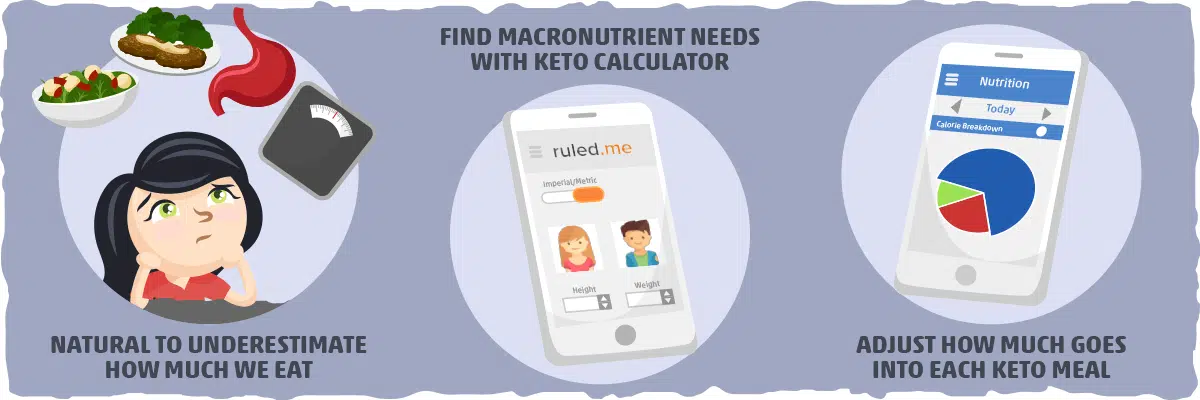 NATURAL TO UNDERESTIMATE
HOW MUCH WE EAT
FIND MACRONUTRIENT NEEDS
WITH KETO CALCULATOR
ruled.me
Imperial/Metric
Height
Weight
Nutrition
Today
Calorie Breakdown
ADJUST HOW MUCH GOES
INTO EACH KETO MEAL